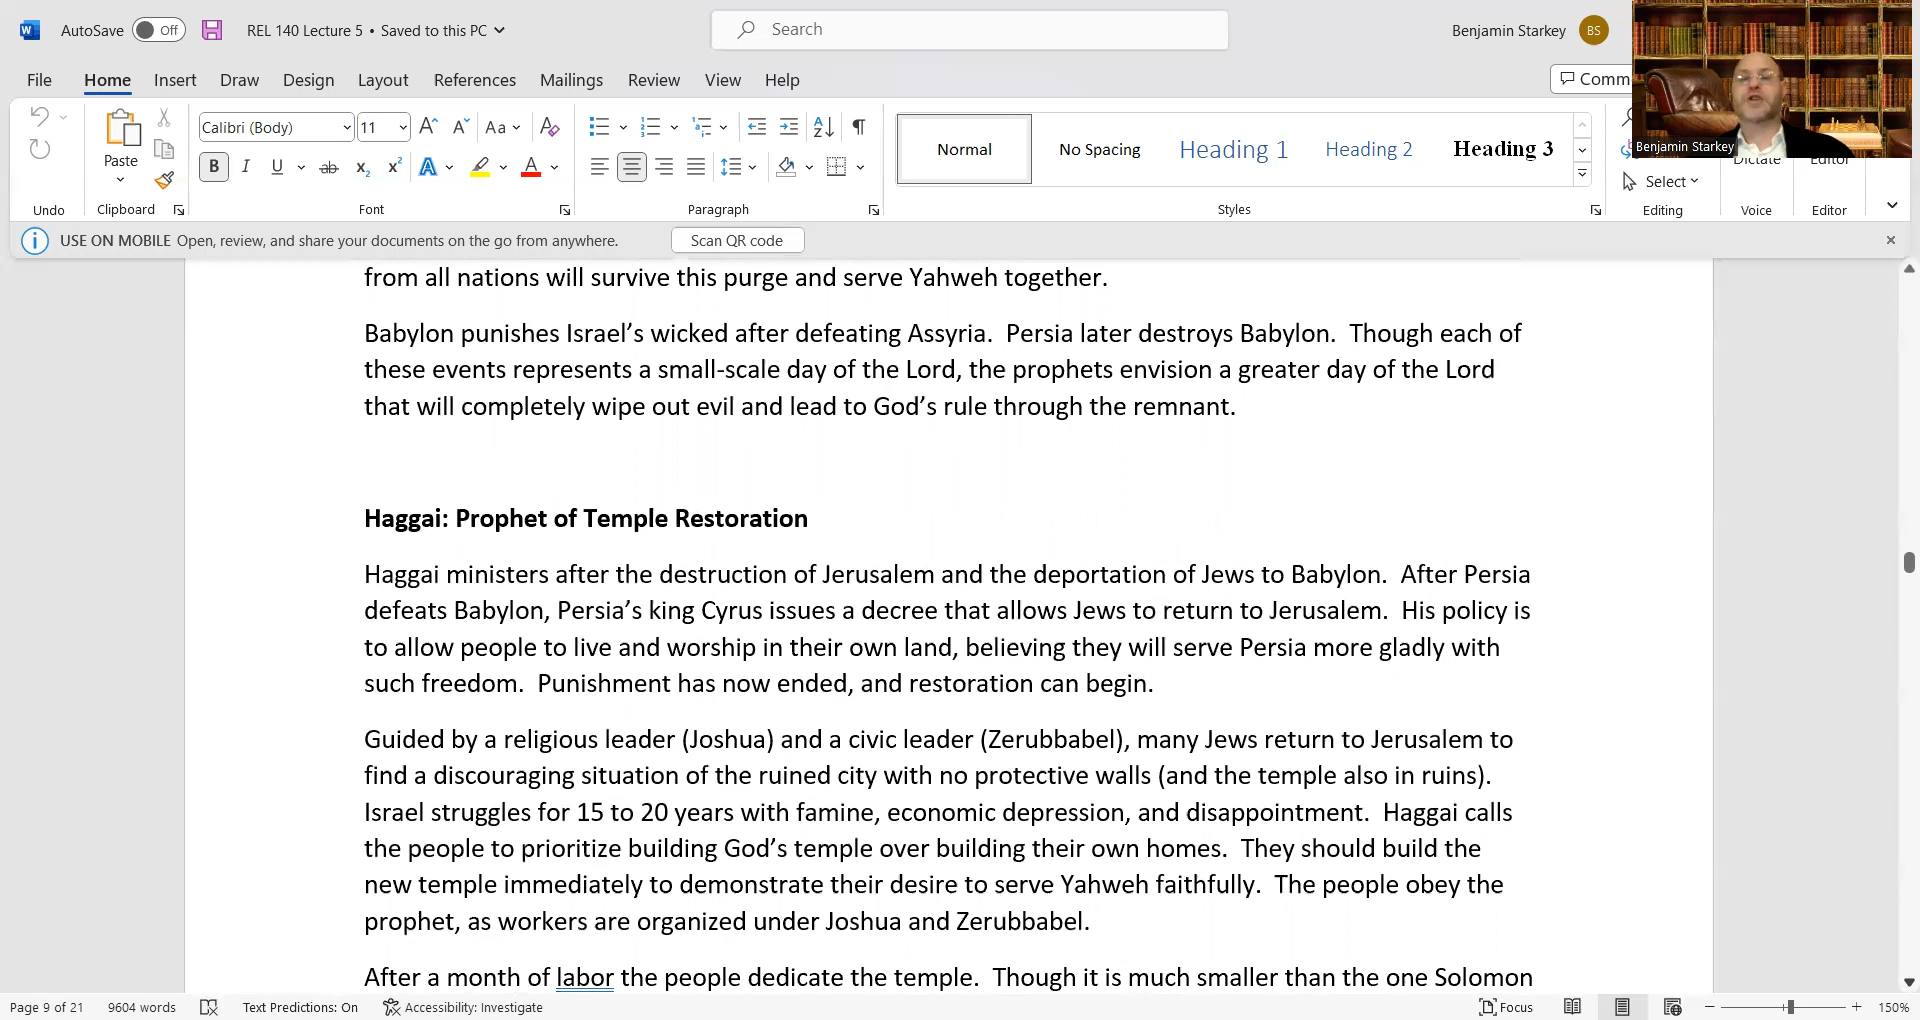 AutoSave Off REL 140 Lecture 5 • Saved to this PC Search Benjamin Starkey BS
File Home Insert Draw Design Layout References Mailings Review View Help Comm
Calibri (Body) 11 Aa Normal No Spacing Heading 1 Heading 2 Heading 3 Benjamin Starkey
Paste B I U ab Select Dictate Editor
Undo Clipboard Font Paragraph Styles Editing Voice Editor
USE ON MOBILE Open, review, and share your documents on the go from anywhere. Scan QR code
from all nations will survive this purge and serve Yahweh together.
Babylon punishes Israel’s wicked after defeating Assyria. Persia later destroys Babylon. Though each of
these events represents a small-scale day of the Lord, the prophets envision a greater day of the Lord
that will completely wipe out evil and lead to God’s rule through the remnant.
Haggai: Prophet of Temple Restoration
Haggai ministers after the destruction of Jerusalem and the deportation of Jews to Babylon. After Persia
defeats Babylon, Persia’s king Cyrus issues a decree that allows Jews to return to Jerusalem. His policy is
to allow people to live and worship in their own land, believing they will serve Persia more gladly with
such freedom. Punishment has now ended, and restoration can begin.
Guided by a religious leader (Joshua) and a civic leader (Zerubbabel), many Jews return to Jerusalem to
find a discouraging situation of the ruined city with no protective walls (and the temple also in ruins).
Israel struggles for 15 to 20 years with famine, economic depression, and disappointment. Haggai calls
the people to prioritize building God’s temple over building their own homes. They should build the
new temple immediately to demonstrate their desire to serve Yahweh faithfully. The people obey the
prophet, as workers are organized under Joshua and Zerubbabel.
After a month of labor the people dedicate the temple. Though it is much smaller than the one Solomon
Page 9 of 21 9604 words Text Predictions: On Accessibility: Investigate Focus 150%